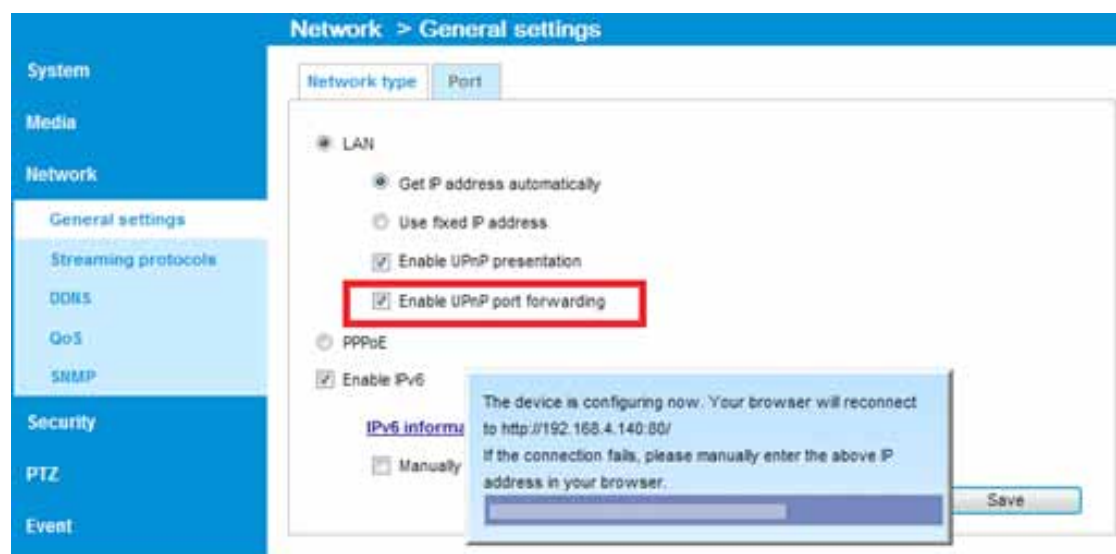 Network > General settings
System
Media
Network
General settings
Streaming protocols
DDNS
QoS
SNMP
Security
PTZ
Event
Network type
Port
LAN
Get IP address automatically
Use fixed IP address
Enable UPnP presentation
Enable UPnP port forwarding
PPPoE
Enable IPv6
IPv6 informa
Manually
The device is configuring now. Your browser will reconnect
to http://192.168.4.140:80/
If the connection fails, please manually enter the above IP
address in your browser.
Save